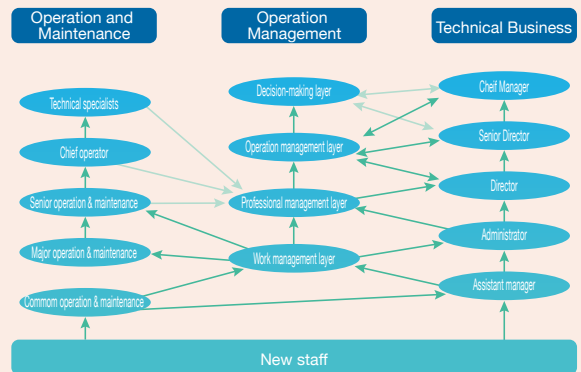 Operation and
Maintenance
Operation
Management
Technical Business
Technical specialists
Chief operator
Senior operation & maintenance
Major operation & maintenance
Commom operation & maintenance
Decision-making layer
Operation management layer
Professional management layer
Work management layer
Cheif Manager
Senior Director
Director
Administrator
Assistant manager
New staff